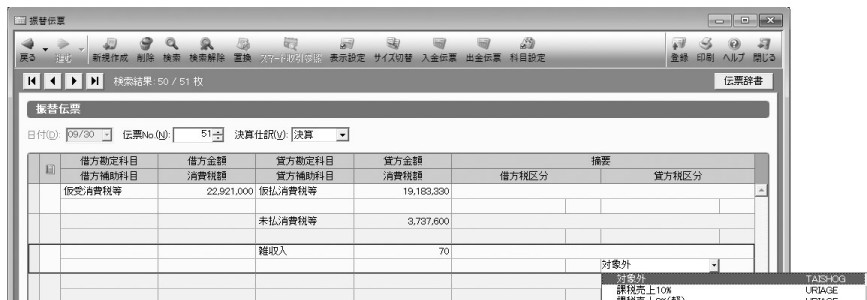 振替伝票
戻る 進む 新規作成 削除 検索 検索解除 置換 スマート取引取込 表示設定 サイズ切替 入金伝票 出金伝票 科目設定 登録 印刷 ヘルプ 閉じる
検索結果:50 / 51 枚 伝票辞書
振替伝票
日付(D): 09/30 伝票No.(N): 51 決算仕訳(V): 決算
借方勘定科目 借方金額 貸方勘定科目 貸方金額 摘要
借方補助科目 消費税額 貸方補助科目 消費税額 借方税区分 貸方税区分
仮受消費税等 22,921,000 仮払消費税等 19,183,330
未払消費税等 3,737,600
雑収入 70
対象外
対象外 TAISHOG
課税売上10% URIAGE